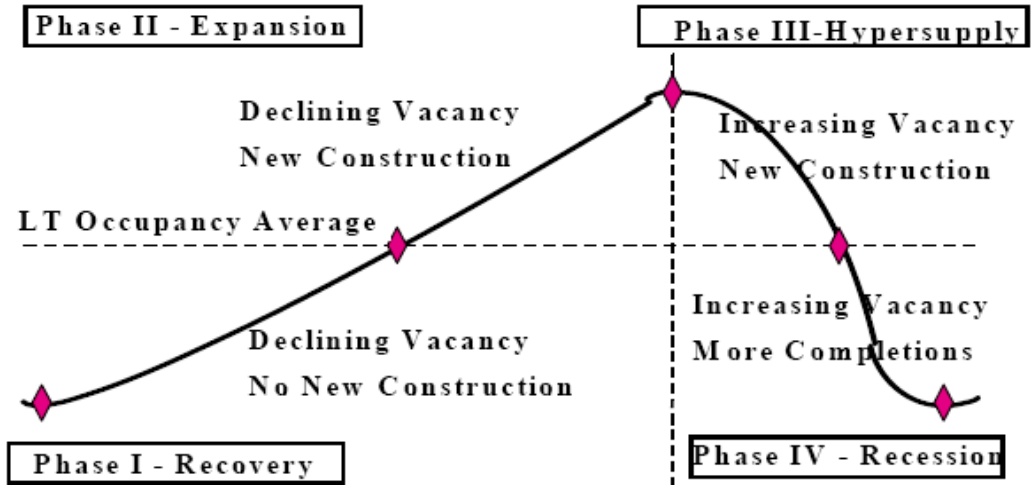 Phase II - Expansion
Phase III-Hypersupply
Declining Vacancy
New Construction
Increasing Vacancy
New Construction
LT Occupancy Average
Declining Vacancy
No New Construction
Increasing Vacancy
More Completions
Phase I - Recovery
Phase IV - Recession